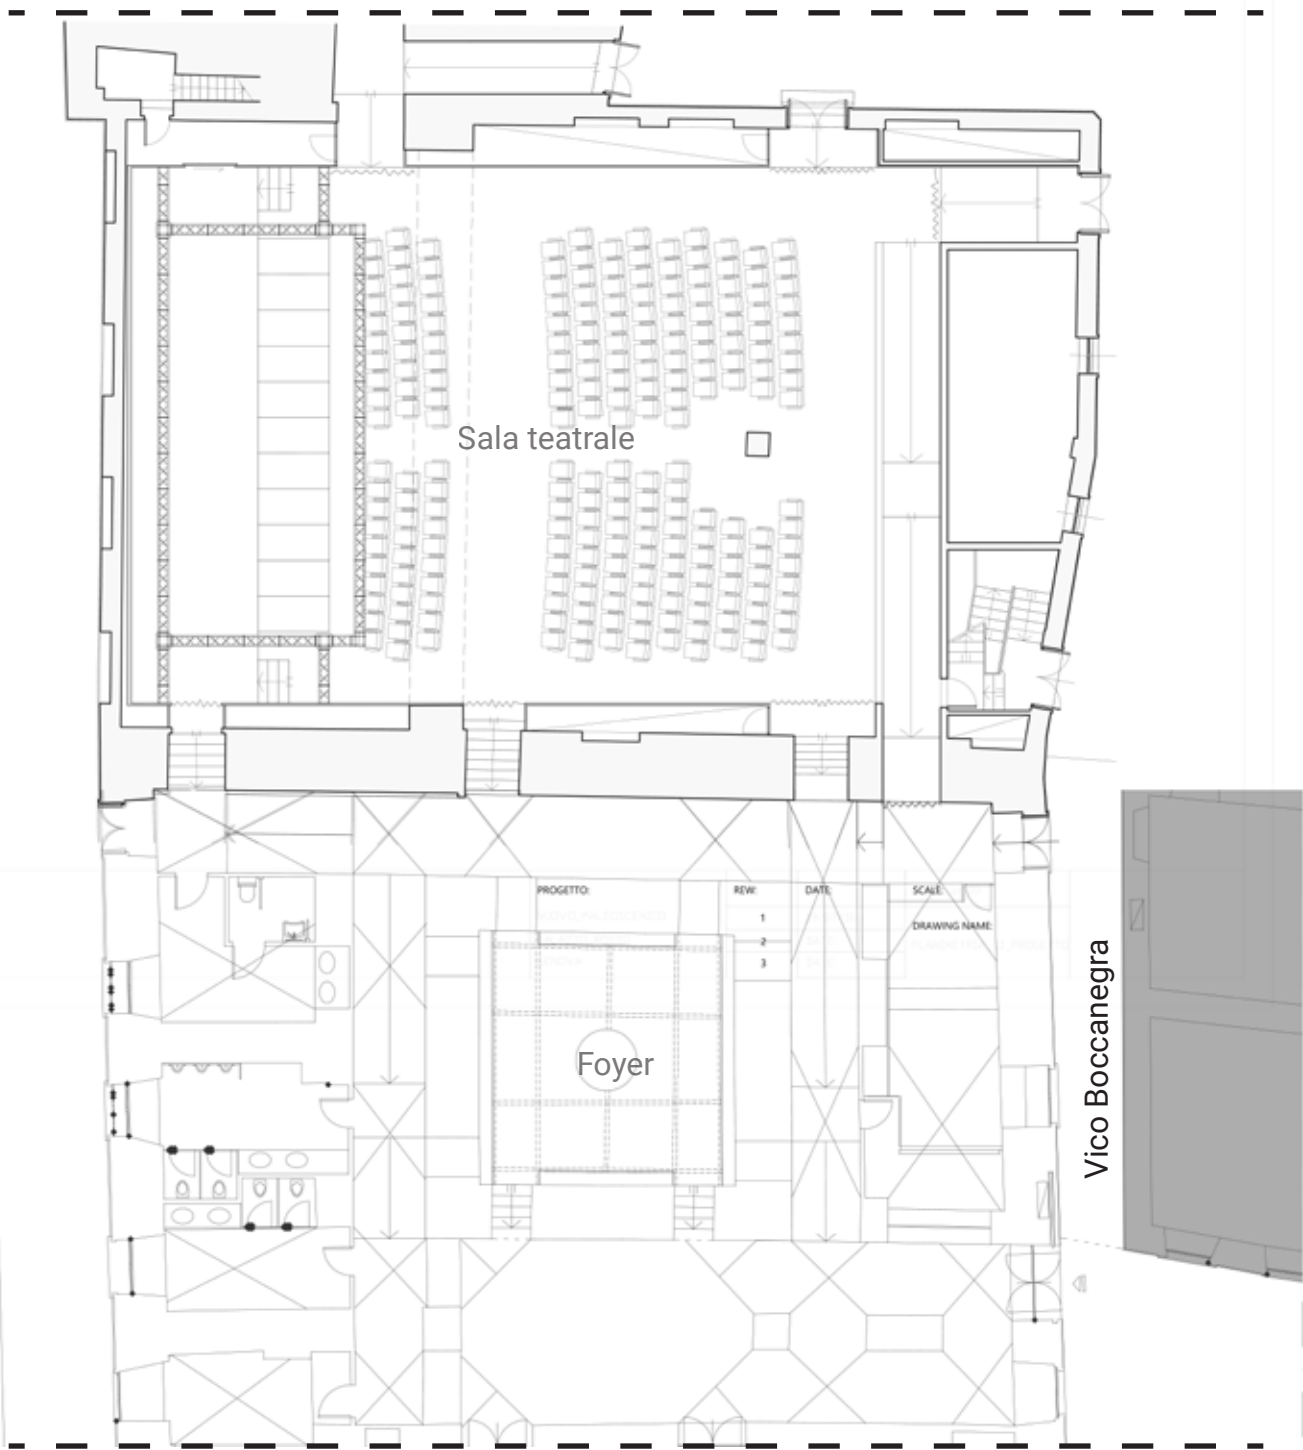 Sala teatrale
PROGETTO:
REW:
DATE:
SCALE:
1
DRAWING NAME:
2
3
Foyer
Vico Boccanegra